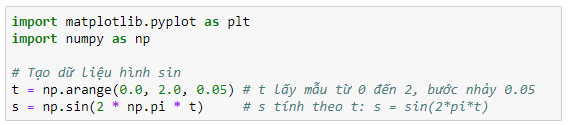 import matplotlib.pyplot as plt
import numpy as np
# Tạo dữ liệu hình sin
t = np.arange(0.0, 2.0, 0.05) # t lấy mẫu từ 0 đến 2, bước nhảy 0.05
s = np.sin(2 * np.pi * t) # s tính theo t: s = sin(2*pi*t)